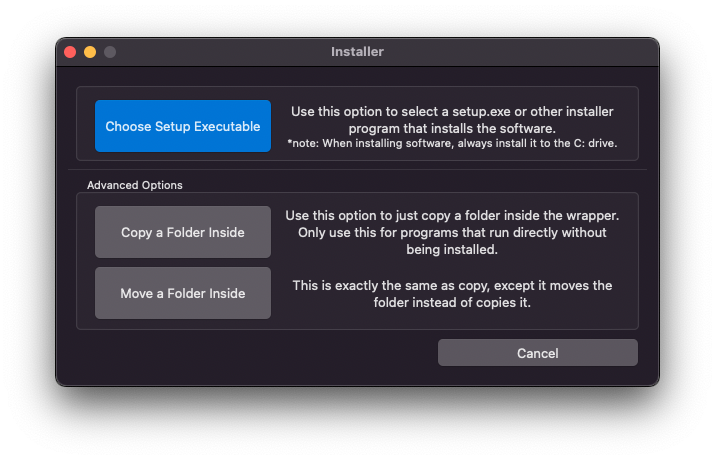 Installer
Choose Setup Executable
Use this option to select a setup.exe or other installer
program that installs the software.
*note: When installing software, always install it to the C: drive.
Advanced Options
Copy a Folder Inside
Use this option to just copy a folder inside the wrapper.
Only use this for programs that run directly without
being installed.
Move a Folder Inside
This is exactly the same as copy, except it moves the
folder instead of copies it.
Cancel